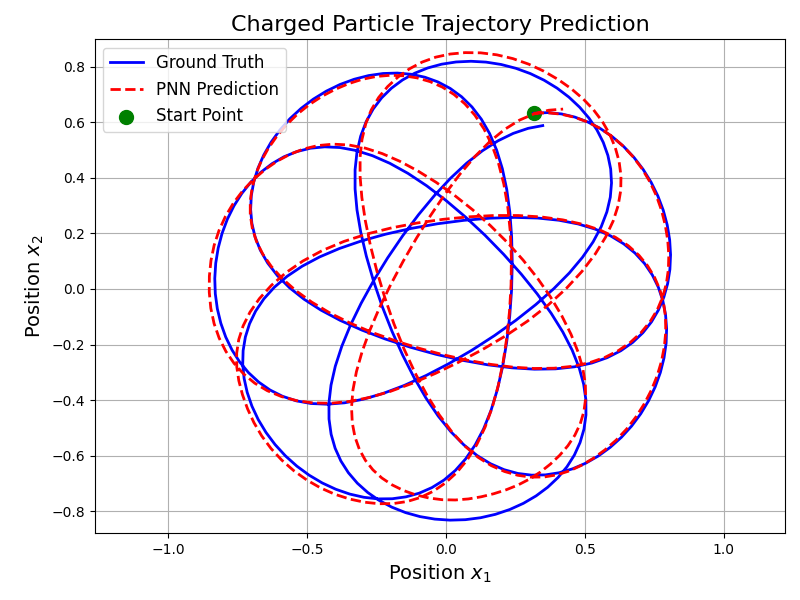 Charged Particle Trajectory Prediction
Ground Truth
PNN Prediction
Start Point
0.8
0.6
0.4
0.2
0.0
−0.2
−0.4
−0.6
−0.8
Position x₂
−1.0 −0.5 0.0 0.5 1.0
Position x₁